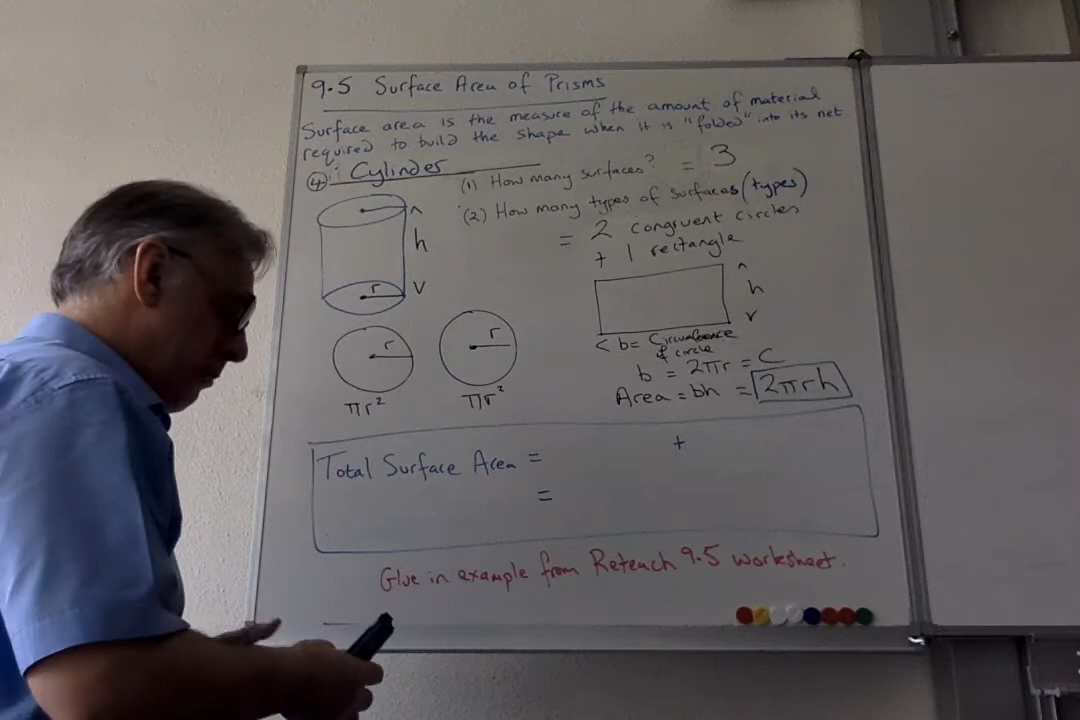 9.5 Surface Area of Prisms
Surface area is the measure of the amount of material
required to build the shape when it is "folded" into its net
④ : Cylinder
(1) How many surfaces? = 3
(2) How many types of surfaces (types)
= 2 congruent circles
+ 1 rectangle
h
r
h
< b = Circumference
of circle
b = 2πr = C
Area = bh = 2πrh
r
r
πr²
πr²
Total Surface Area = +
=
Glue in example from Reteach 9.5 worksheet.